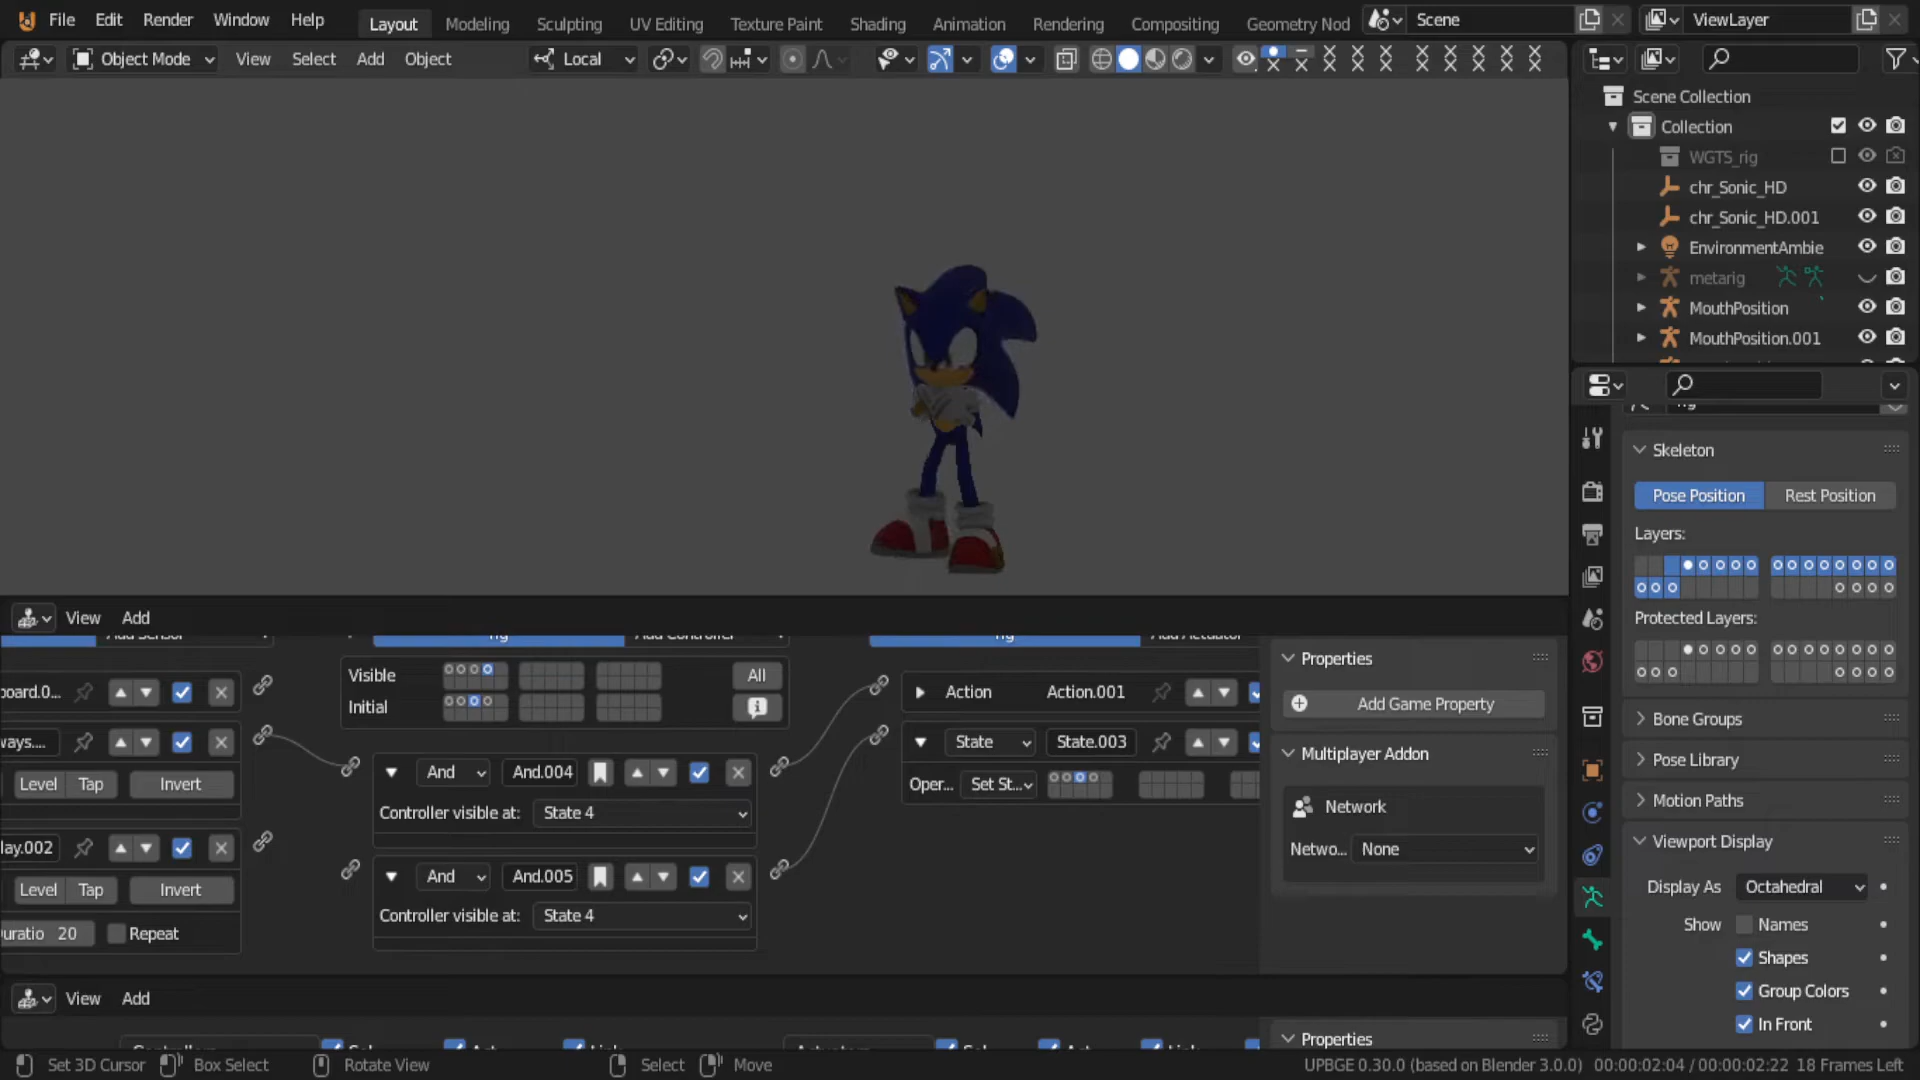 File Edit Render Window Help Layout Modeling Sculpting UV Editing Texture Paint Shading Animation Rendering Compositing Geometry Nod Scene ViewLayer
Object Mode View Select Add Object Local
Scene Collection
Collection
WGTS_rig
chr_Sonic_HD
chr_Sonic_HD.001
EnvironmentAmbie
metarig
MouthPosition
MouthPosition.001
Skeleton
Pose Position Rest Position
Layers:
Protected Layers:
Bone Groups
Pose Library
Motion Paths
Viewport Display
Display As Octahedral
Show Names
Shapes
Group Colors
In Front
View Add
Visible All
Initial
And And.004
Controller visible at: State 4
And And.005
Controller visible at: State 4
Level Tap Invert
lay.002
Level Tap Invert
20 Repeat
Action Action.001
State State.003
Oper... Set St...
Properties
Add Game Property
Multiplayer Addon
Network
Netwo... None
View Add
Properties
Set 3D Cursor Box Select Rotate View Select Move UPBGE 0.30.0 (based on Blender 3.0.0) 00:00:02:04 / 00:00:02:22 18 Frames Left